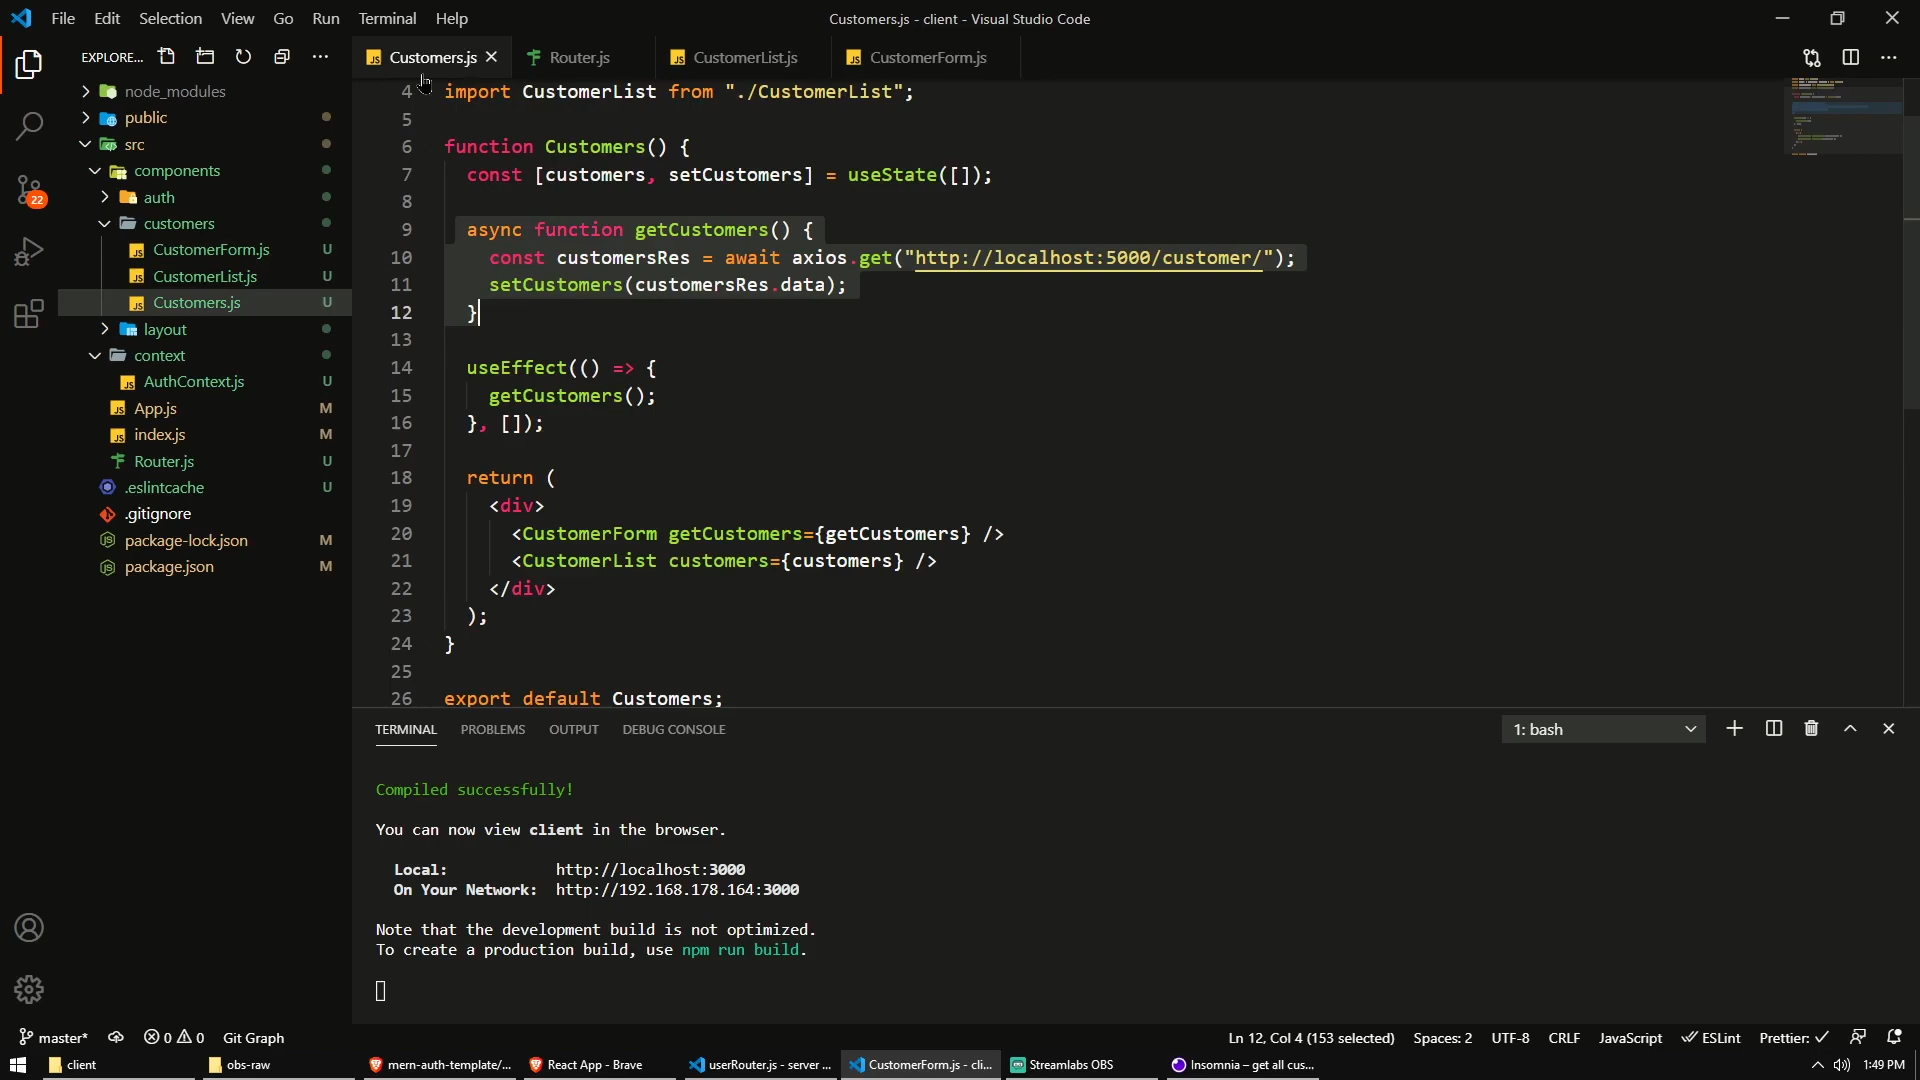 File Edit Selection View Go Run Terminal Help
Customers.js - client - Visual Studio Code
EXPLORE...
Customers.js
Router.js
CustomerList.js
CustomerForm.js
node_modules
public
src
components
auth
customers
CustomerForm.js U
CustomerList.js U
Customers.js U
layout
context
AuthContext.js U
App.js M
index.js M
Router.js U
.eslintcache U
.gitignore
package-lock.json M
package.json M
22
4 import CustomerList from "./CustomerList";
5
6 function Customers() {
7 const [customers, setCustomers] = useState([]);
8
9 async function getCustomers() {
10 const customersRes = await axios.get("http://localhost:5000/customer/");
11 setCustomers(customersRes.data);
12 }
13
14 useEffect(() => {
15 getCustomers();
16 }, []);
17
18 return (
19 <div>
20 <CustomerForm getCustomers={getCustomers} />
21 <CustomerList customers={customers} />
22 </div>
23 );
24 }
25
26 export default Customers;
TERMINAL PROBLEMS OUTPUT DEBUG CONSOLE
1: bash
Compiled successfully!
You can now view client in the browser.
Local: http://localhost:3000
On Your Network: http://192.168.178.164:3000
Note that the development build is not optimized.
To create a production build, use npm run build.
master* 0 0 Git Graph
Ln 12, Col 4 (153 selected) Spaces: 2 UTF-8 CRLF JavaScript ESLint Prettier: ✓
client
obs-raw
mern-auth-template/...
React App - Brave
userRouter.js - server ...
CustomerForm.js - cli...
Streamlabs OBS
Insomnia – get all cus...
1:49 PM